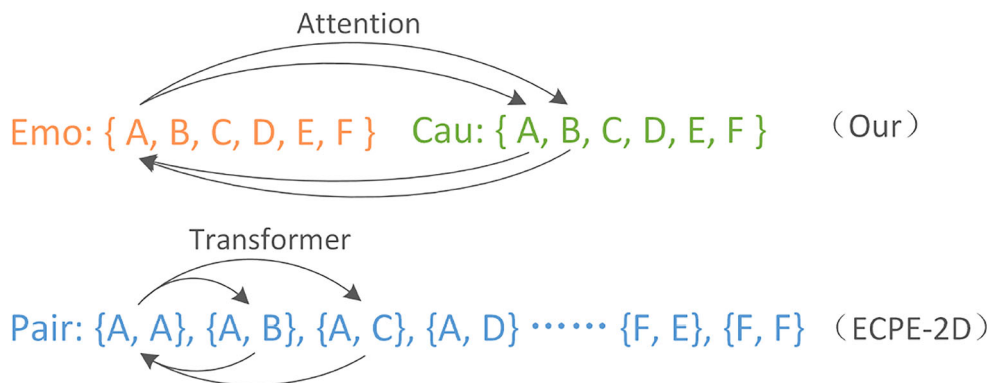 Attention
Emo: { A, B, C, D, E, F } Cau: { A, B, C, D, E, F } （Our）
Transformer
Pair: {A, A}, {A, B}, {A, C}, {A, D} …… {F, E}, {F, F} （ECPE-2D）